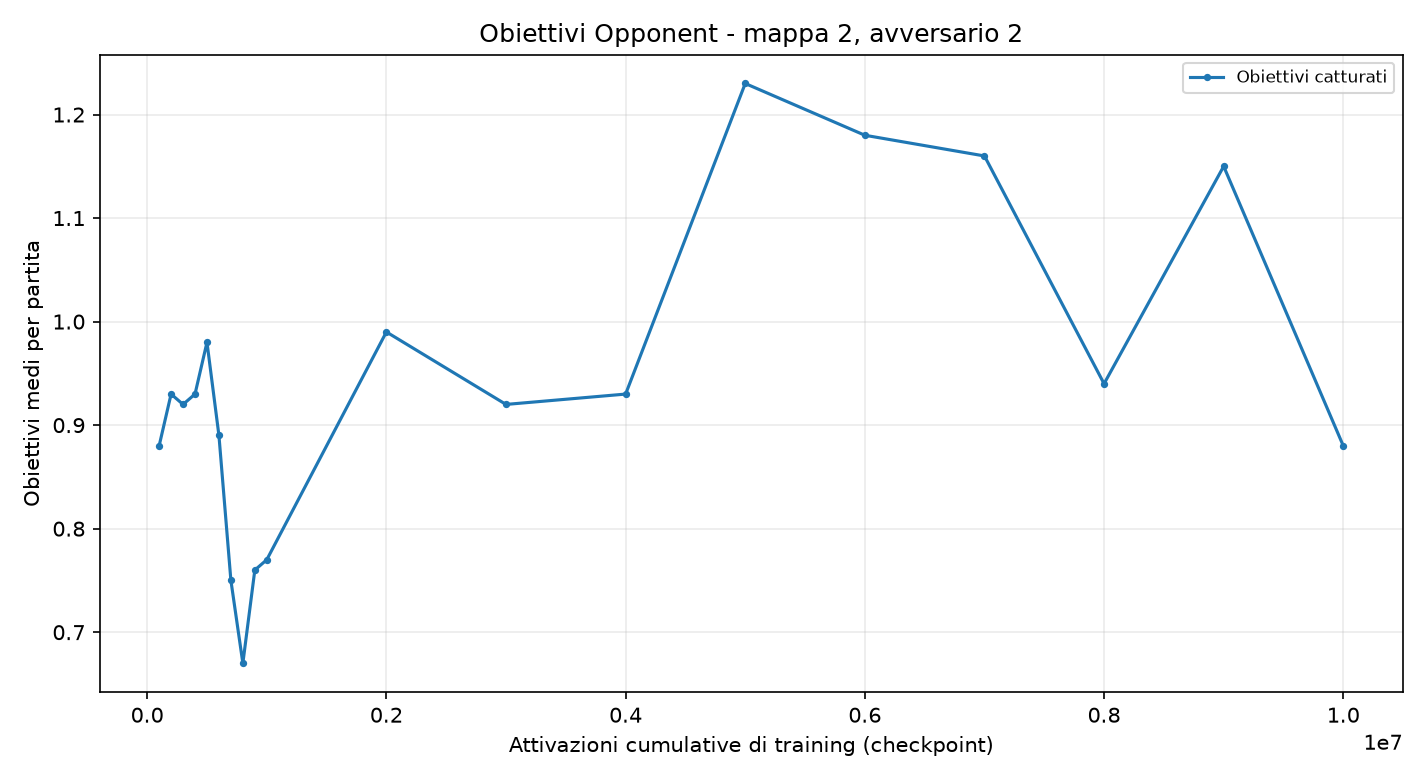 Obiettivi Opponent - mappa 2, avversario 2
Obiettivi catturati
Obiettivi medi per partita
1.2
1.1
1.0
0.9
0.8
0.7
0.0 0.2 0.4 0.6 0.8 1.0
1e7
Attivazioni cumulative di training (checkpoint)